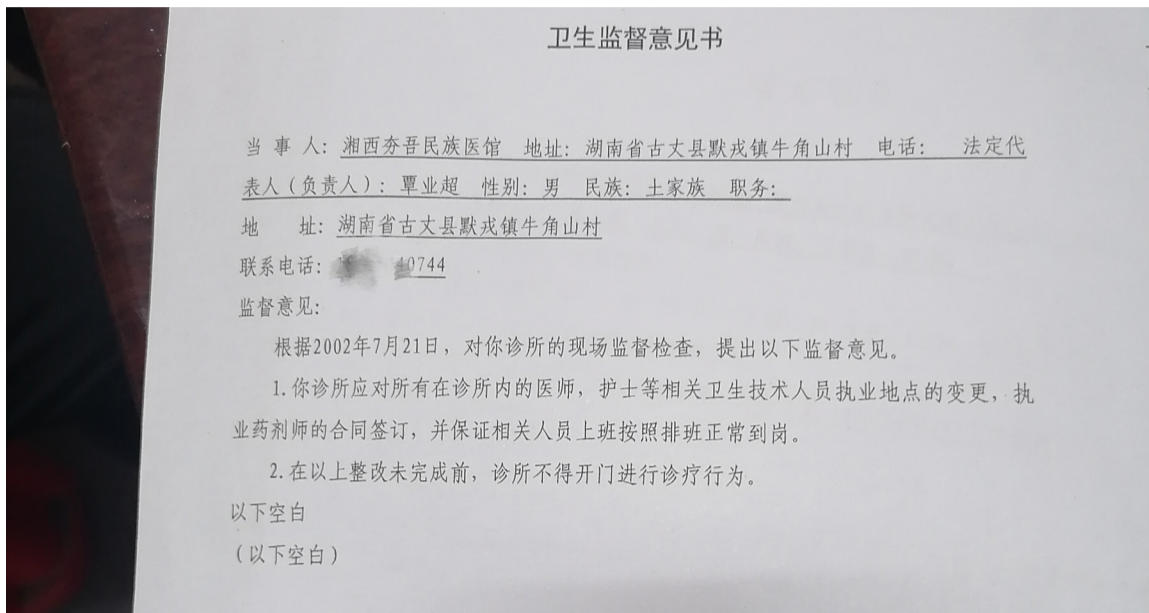 卫生监督意见书
当 事 人：湘西夯吾民族医馆 地址：湖南省古丈县默戎镇牛角山村 电话： 法定代
表人（负责人）：覃业超 性别：男 民族：土家族 职务：
地 址：湖南省古丈县默戎镇牛角山村
联系电话： 40744
监督意见：
根据2002年7月21日，对你诊所的现场监督检查，提出以下监督意见。
1.你诊所应对所有在诊所内的医师，护士等相关卫生技术人员执业地点的变更，执
业药剂师的合同签订，并保证相关人员上班按照排班正常到岗。
2.在以上整改未完成前，诊所不得开门进行诊疗行为。
以下空白
（以下空白）